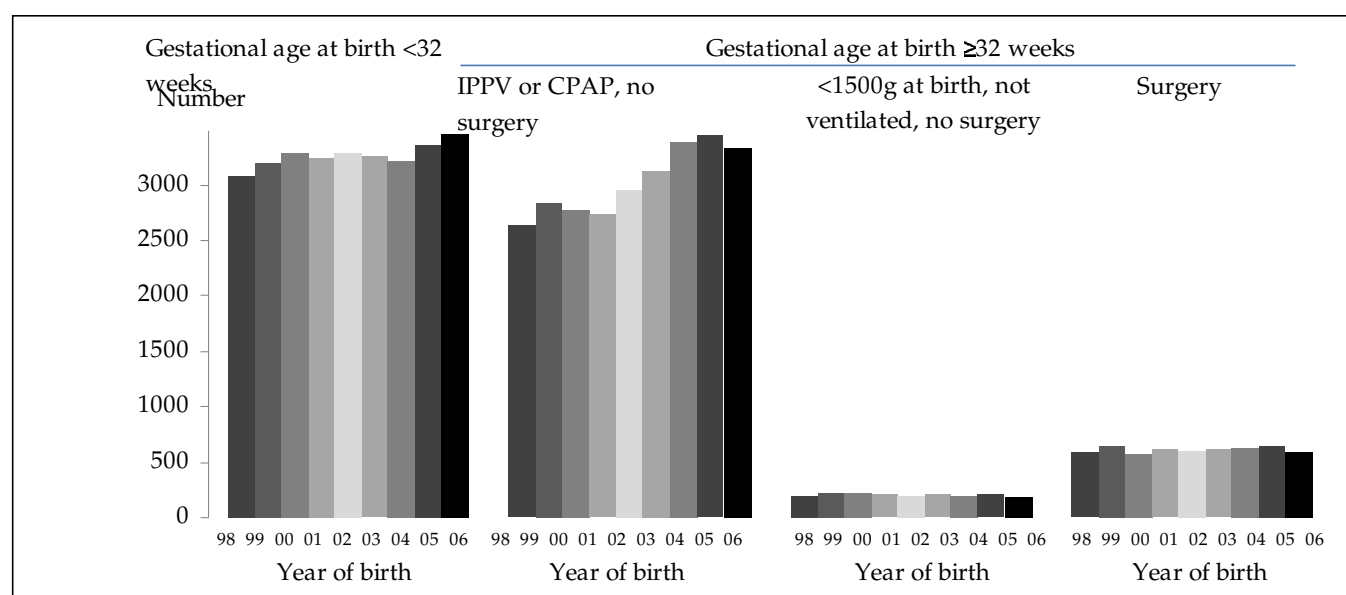 Gestational age at birth <32
weeks
Gestational age at birth ≥32 weeks
Number
IPPV or CPAP, no
surgery
<1500g at birth, not
ventilated, no surgery
Surgery
3000
2500
2000
1500
1000
500
0
98 99 00 01 02 03 04 05 06
98 99 00 01 02 03 04 05 06
98 99 00 01 02 03 04 05 06
98 99 00 01 02 03 04 05 06
Year of birth
Year of birth
Year of birth
Year of birth